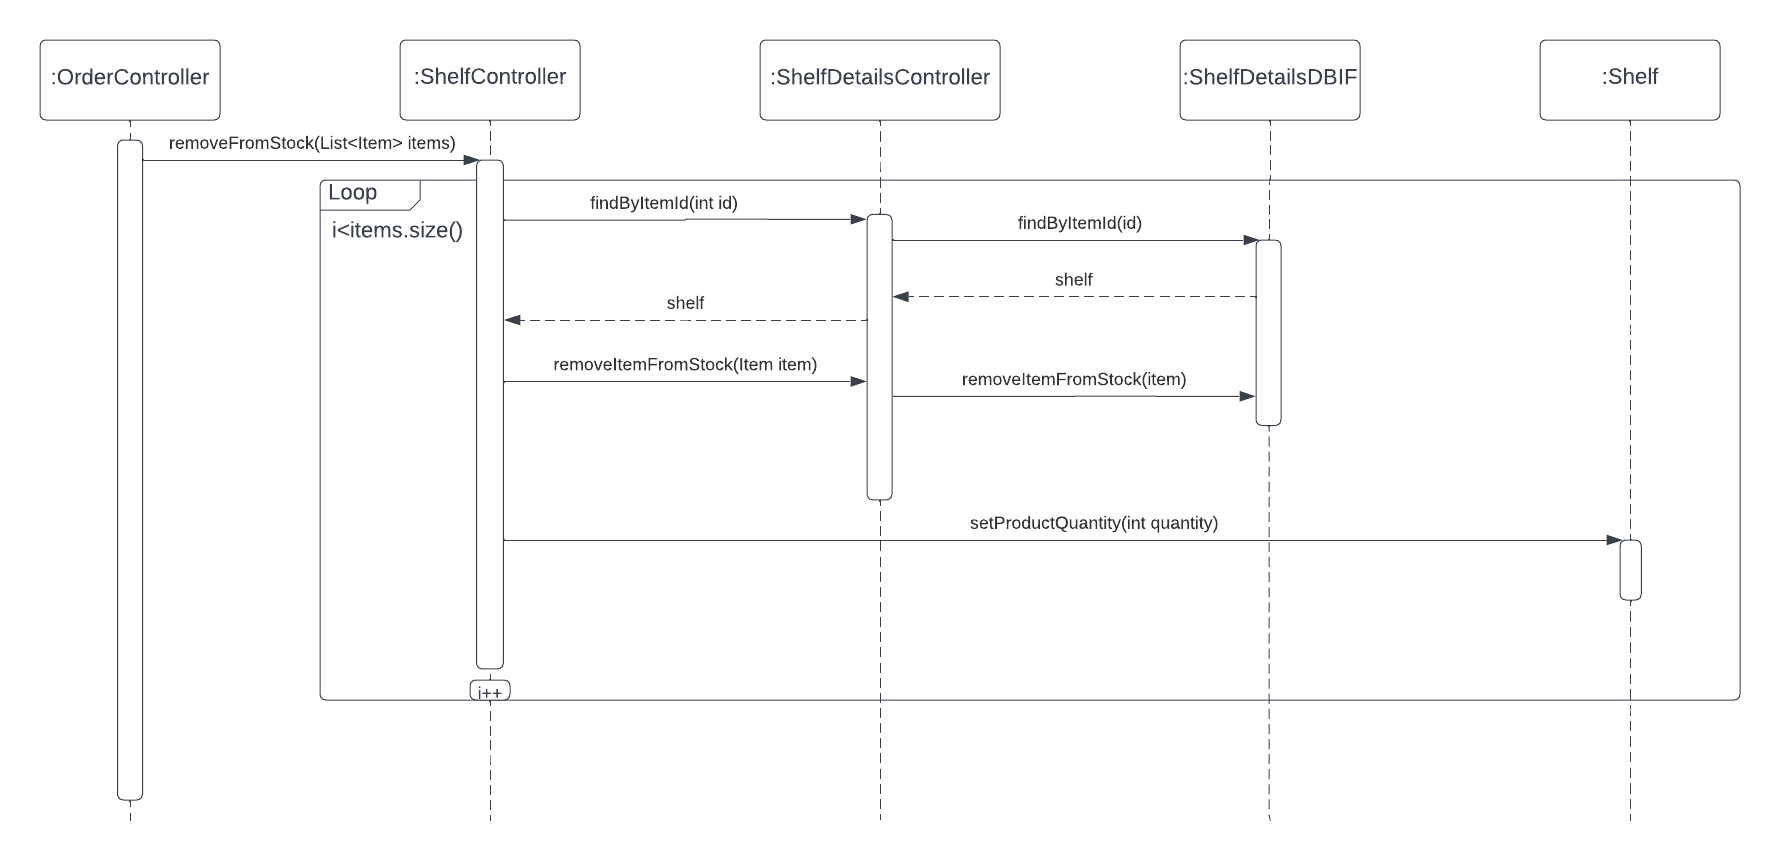 :OrderController
:ShelfController
:ShelfDetailsController
:ShelfDetailsDBIF
:Shelf
removeFromStock(List<Item> items)
Loop
i<items.size()
findByItemId(int id)
findByItemId(id)
shelf
shelf
removeItemFromStock(Item item)
removeItemFromStock(item)
setProductQuantity(int quantity)
i++